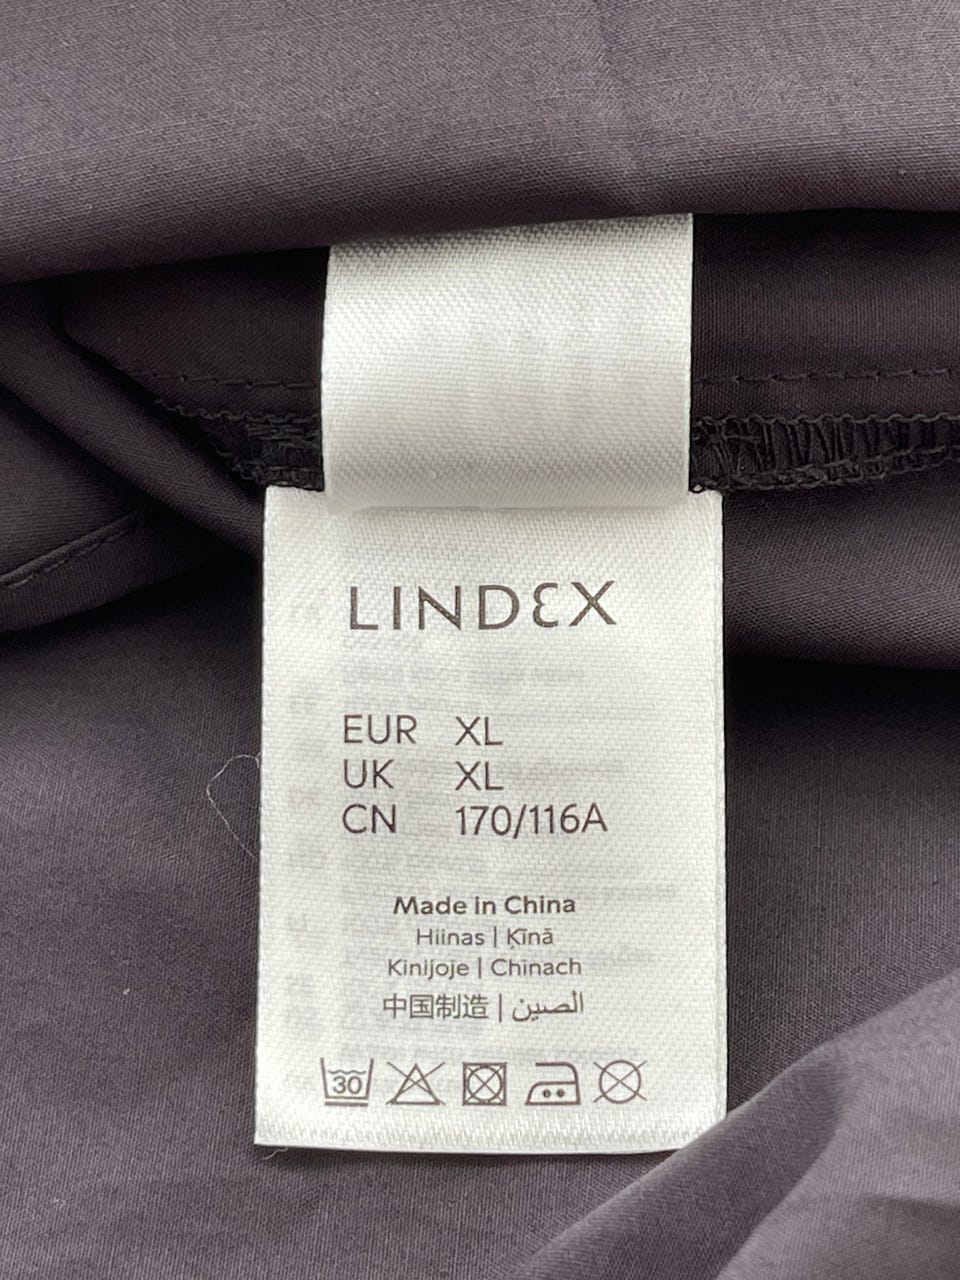 LINDEX
EUR XL
UK XL
CN 170/116A
Made in China
Hiinas | Ķīnā
Kinijoje | Chinach
中国制造 | الصين
30